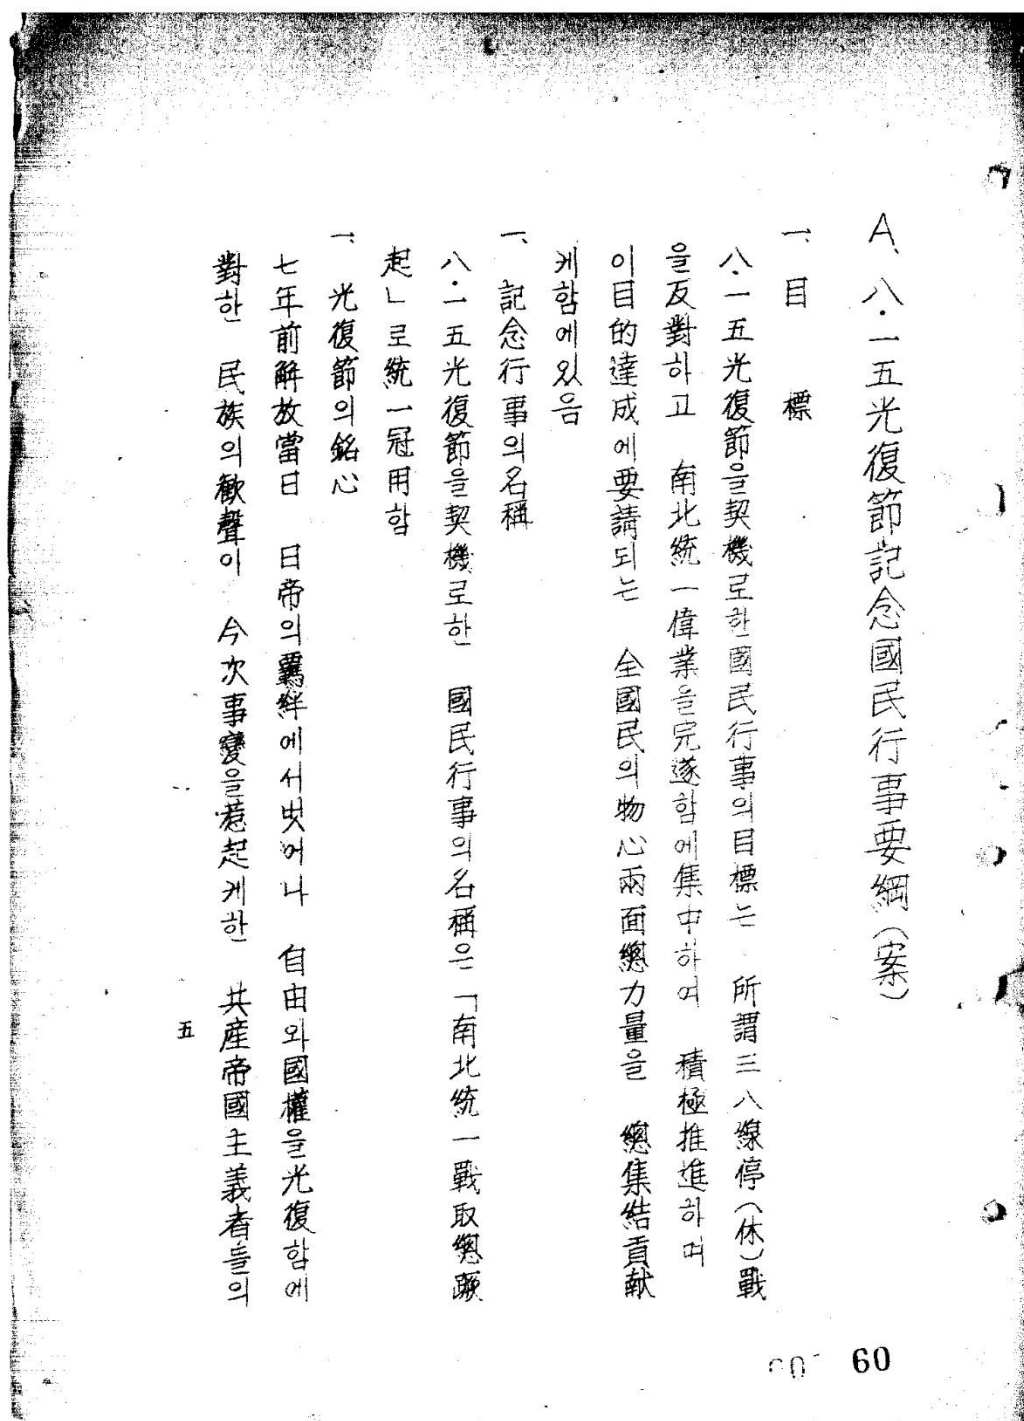 A、八·一五光復節記念國民行事要綱(案)
一、目 標
八·一五光復節을契機로한國民行事의目標는 所謂三八線停(休)戰
을反對하고 南北統一偉業을完遂함에集中하여 積極推進하며
이目的達成에要請되는 全國民의物心兩面總力量을 總集結貢献
케함에있음
一、記念行事의名稱
八·一五光復節을契機로한 國民行事의名稱은「南北統一戰取總蹶
起」로統一冠用함
一、光復節의銘心
七年前解放當日 日帝의羈絆에서벗어나 自由와國權을光復함에
對한 民族의歡聲이 今次事變을惹起케한 共産帝國主義者들의
五
60